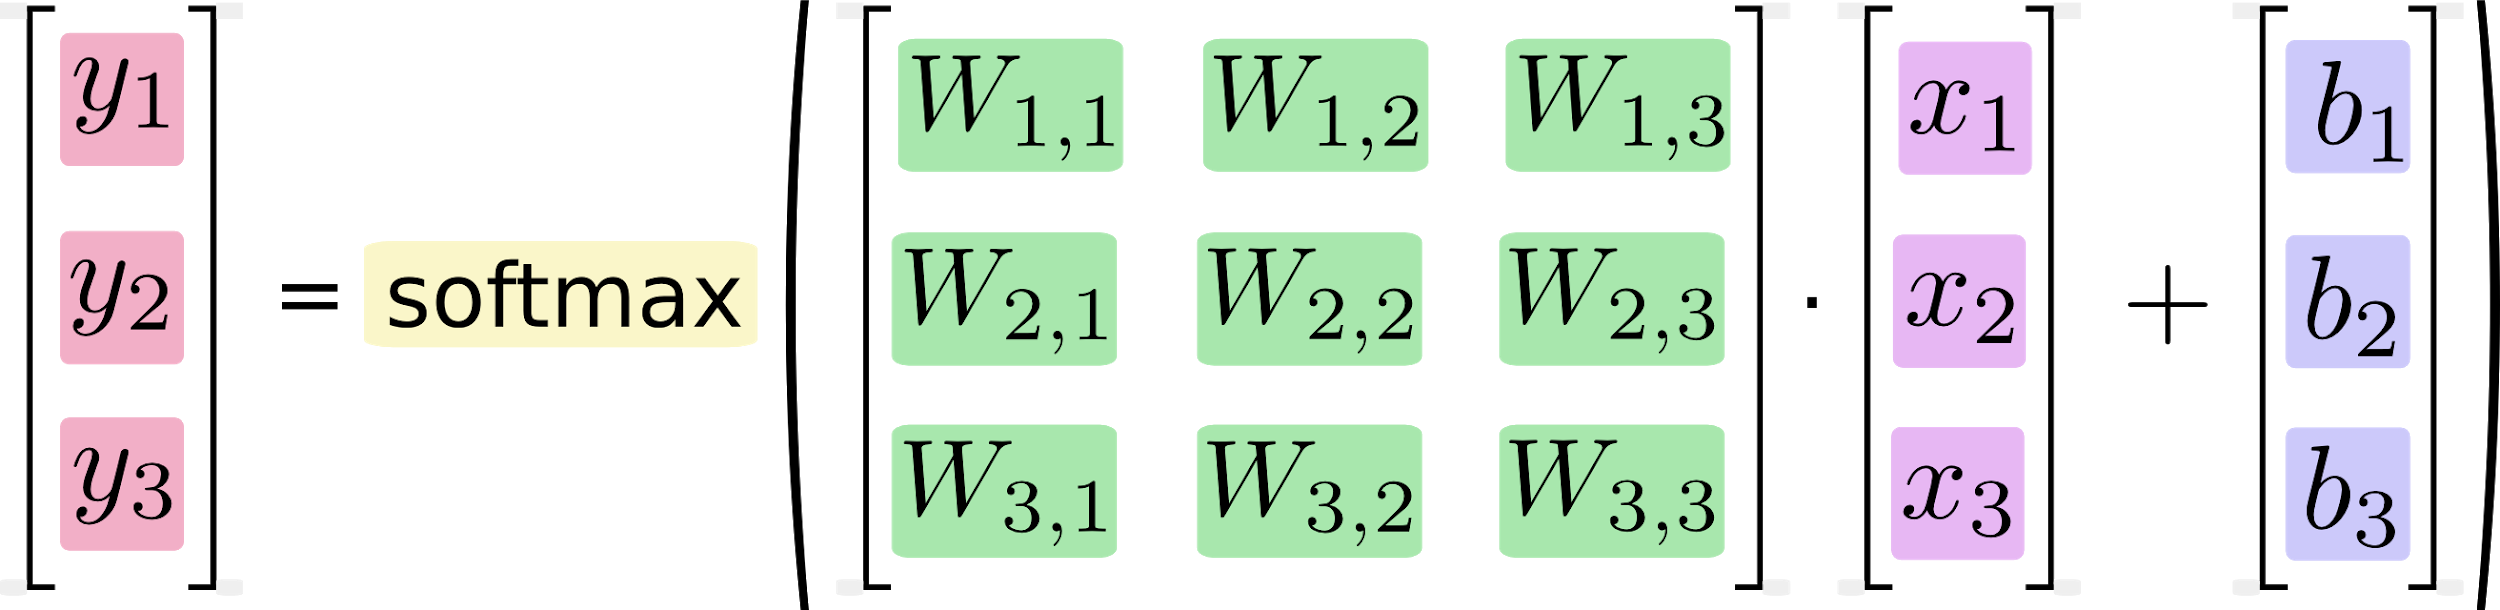 y1 W1,1 W1,2 W1,3 x1 b1
y2 = softmax W2,1 W2,2 W2,3 · x2 + b2
y3 W3,1 W3,2 W3,3 x3 b3